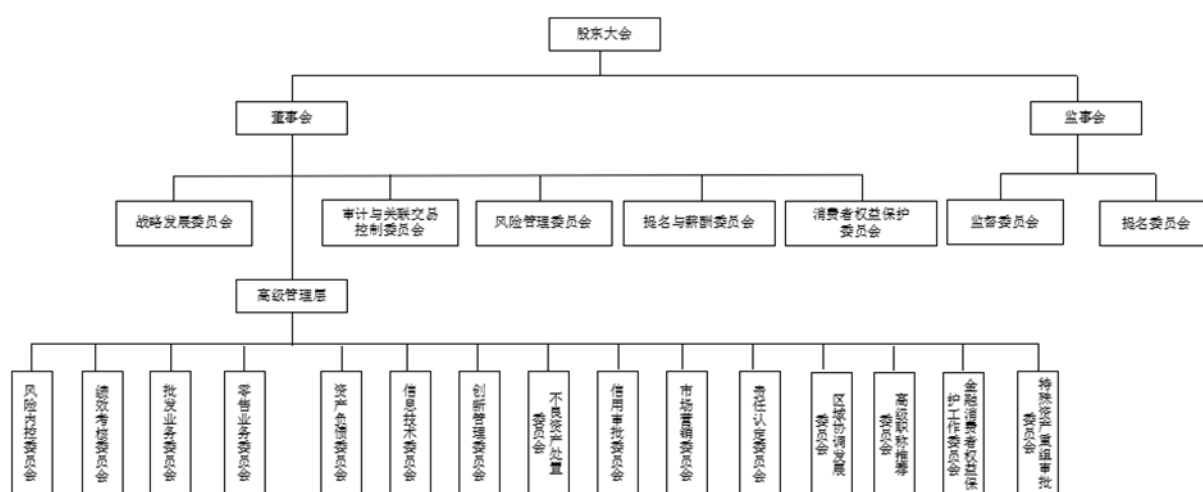 股东大会
董事会
监事会
战略发展委员会
审计与关联交易
控制委员会
风险管理委员会
提名与薪酬委员会
消费者权益保护
委员会
监督委员会
提名委员会
高级管理层
风险内控委员会
绩效考核委员会
批发业务委员会
零售业务委员会
资产负债委员会
信息技术委员会
创新管理委员会
不良资产处置
委员会
信用审批委员会
市场营销委员会
责任认定委员会
区域协调发展
委员会
高级职称推荐
委员会
金融消费者权益保
护工作委员会
特殊资产重组审批
委员会